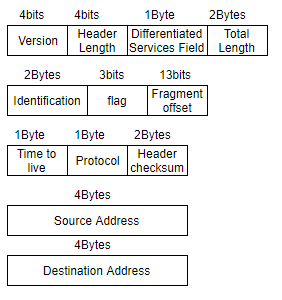 4bits 4bits 1Byte 2Bytes
Version Header Length Differentiated Services Field Total Length
2Bytes 3bits 13bits
Identification flag Fragment offset
1Byte 1Byte 2Bytes
Time to live Protocol Header checksum
4Bytes
Source Address
4Bytes
Destination Address